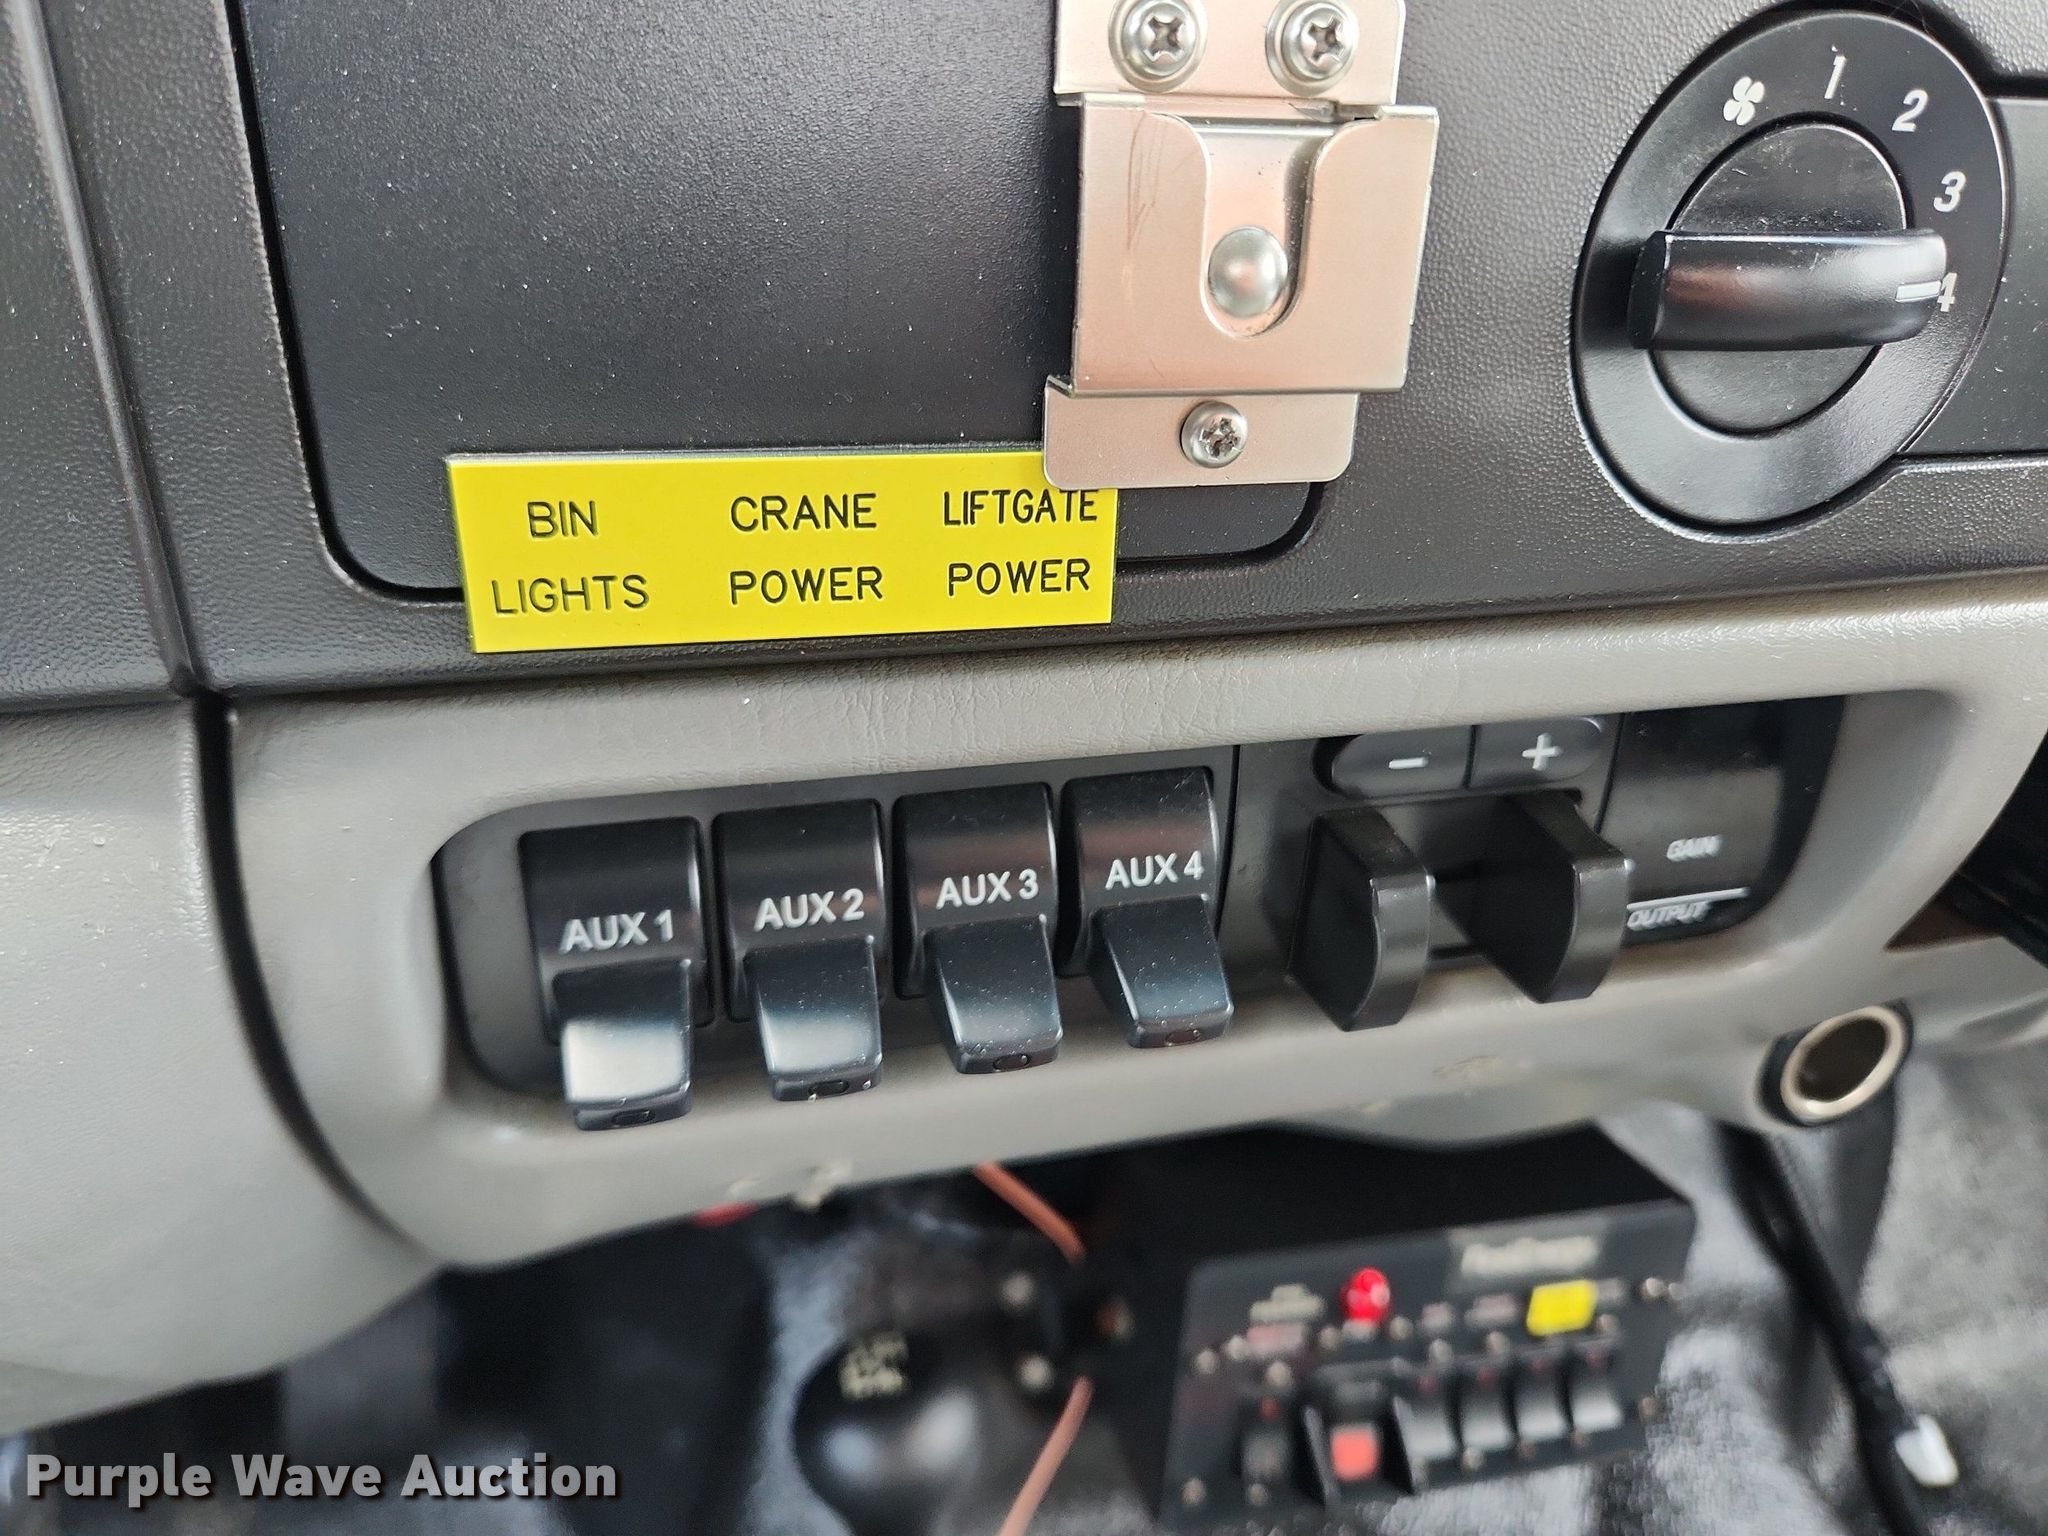 1
2
3
4
BIN CRANE LIFTGATE
LIGHTS POWER POWER
- +
AUX 1 AUX 2 AUX 3 AUX 4
GAIN
OUTPUT
Purple Wave Auction